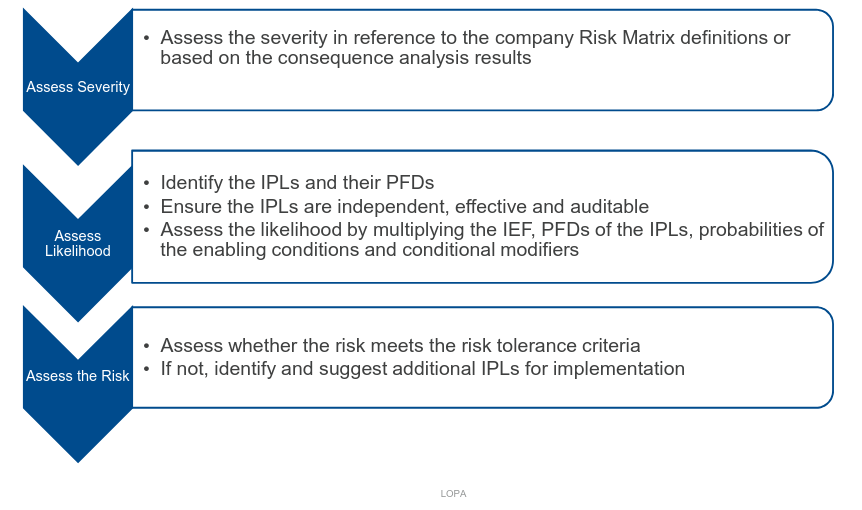 Assess Severity
• Assess the severity in reference to the company Risk Matrix definitions or
based on the consequence analysis results
Assess
Likelihood
• Identify the IPLs and their PFDs
• Ensure the IPLs are independent, effective and auditable
• Assess the likelihood by multiplying the IEF, PFDs of the IPLs, probabilities of
the enabling conditions and conditional modifiers
Assess the Risk
• Assess whether the risk meets the risk tolerance criteria
• If not, identify and suggest additional IPLs for implementation
LOPA